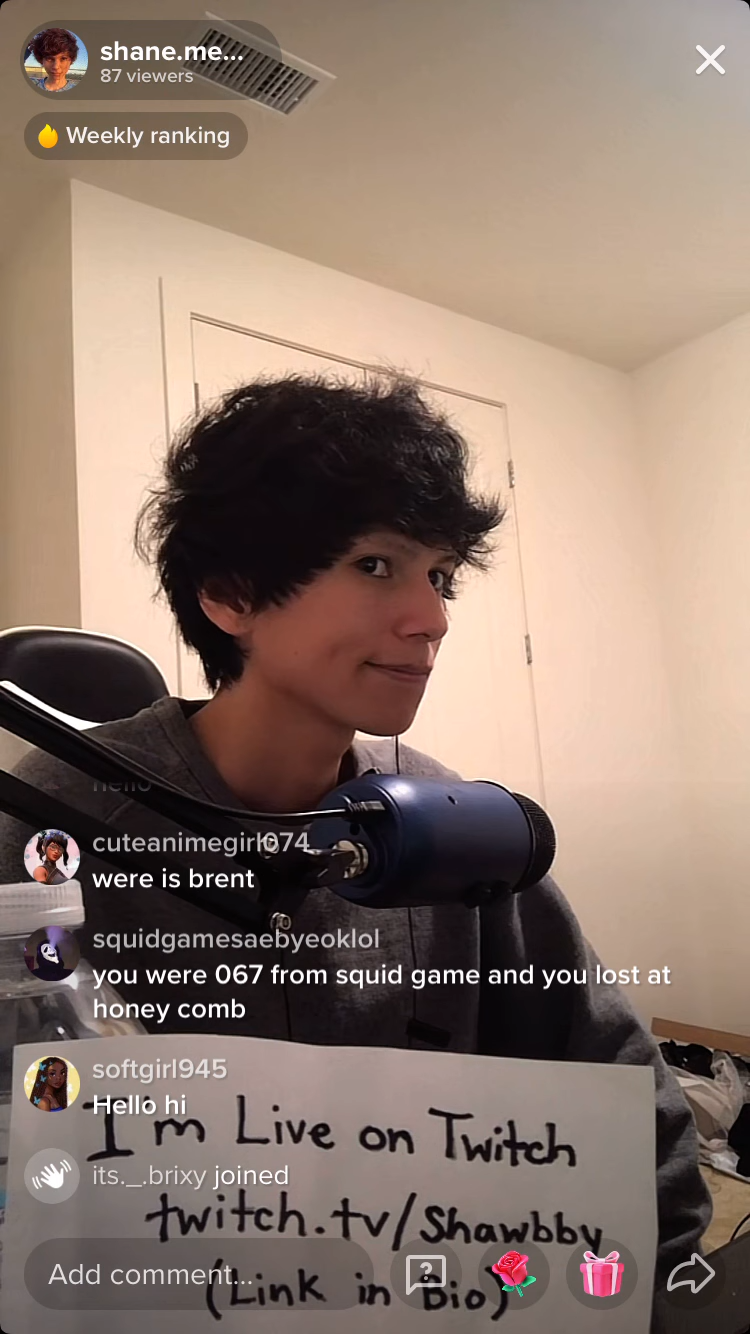 shane.me...
87 viewers
Weekly ranking
hello
cuteanimegirl074
were is brent
squidgamesaebyeoklol
you were 067 from squid game and you lost at
honey comb
softgirl945
Hello hi
I'm Live on Twitch
its._.brixy joined
twitch.tv/Shawbby
Add comment...
(Link in Bio)